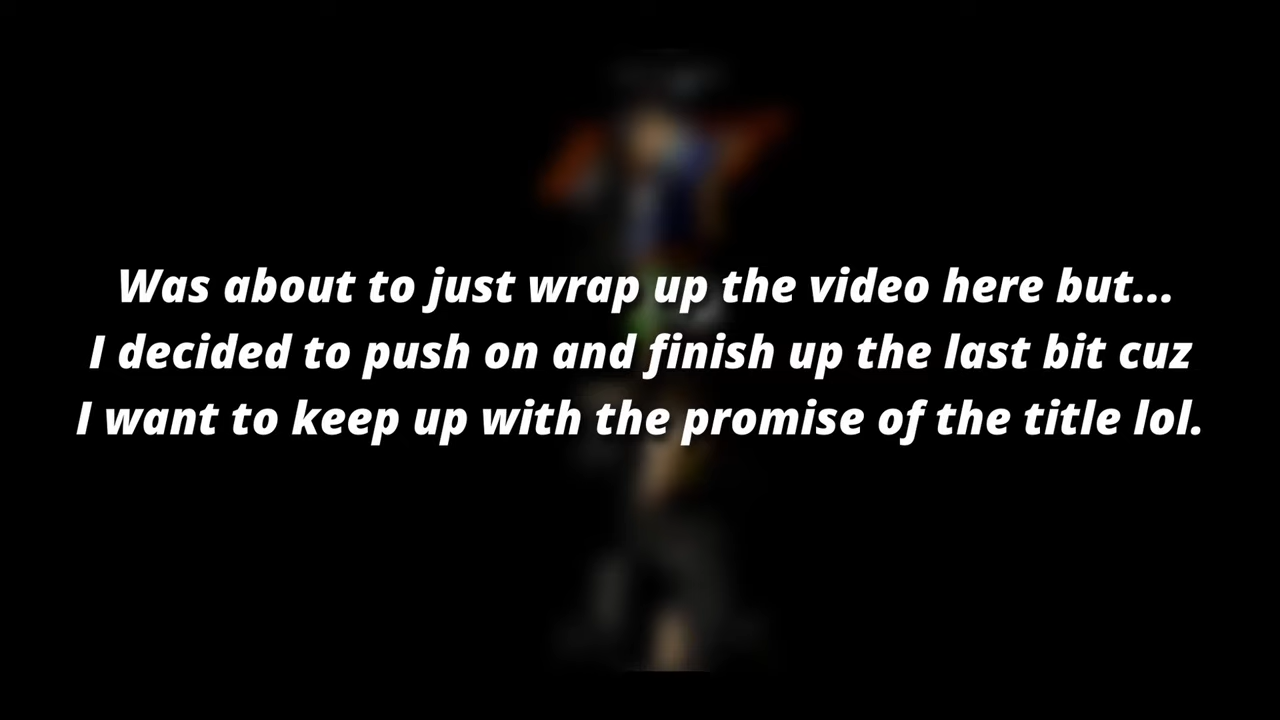 Was about to just wrap up the video here but...
I decided to push on and finish up the last bit cuz
I want to keep up with the promise of the title lol.